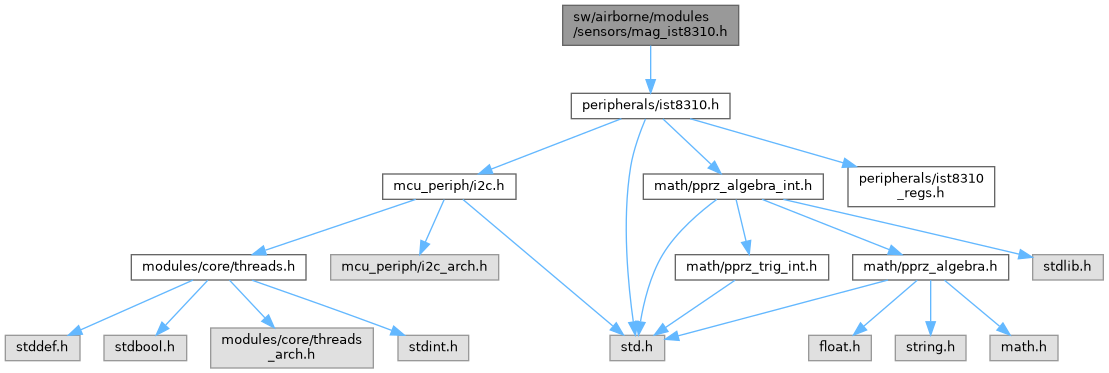 sw/airborne/modules
/sensors/mag_ist8310.h
peripherals/ist8310.h
mcu_periph/i2c.h
math/pprz_algebra_int.h
peripherals/ist8310
_regs.h
modules/core/threads.h
mcu_periph/i2c_arch.h
math/pprz_trig_int.h
math/pprz_algebra.h
stdlib.h
stddef.h
stdbool.h
modules/core/threads
_arch.h
stdint.h
std.h
float.h
string.h
math.h